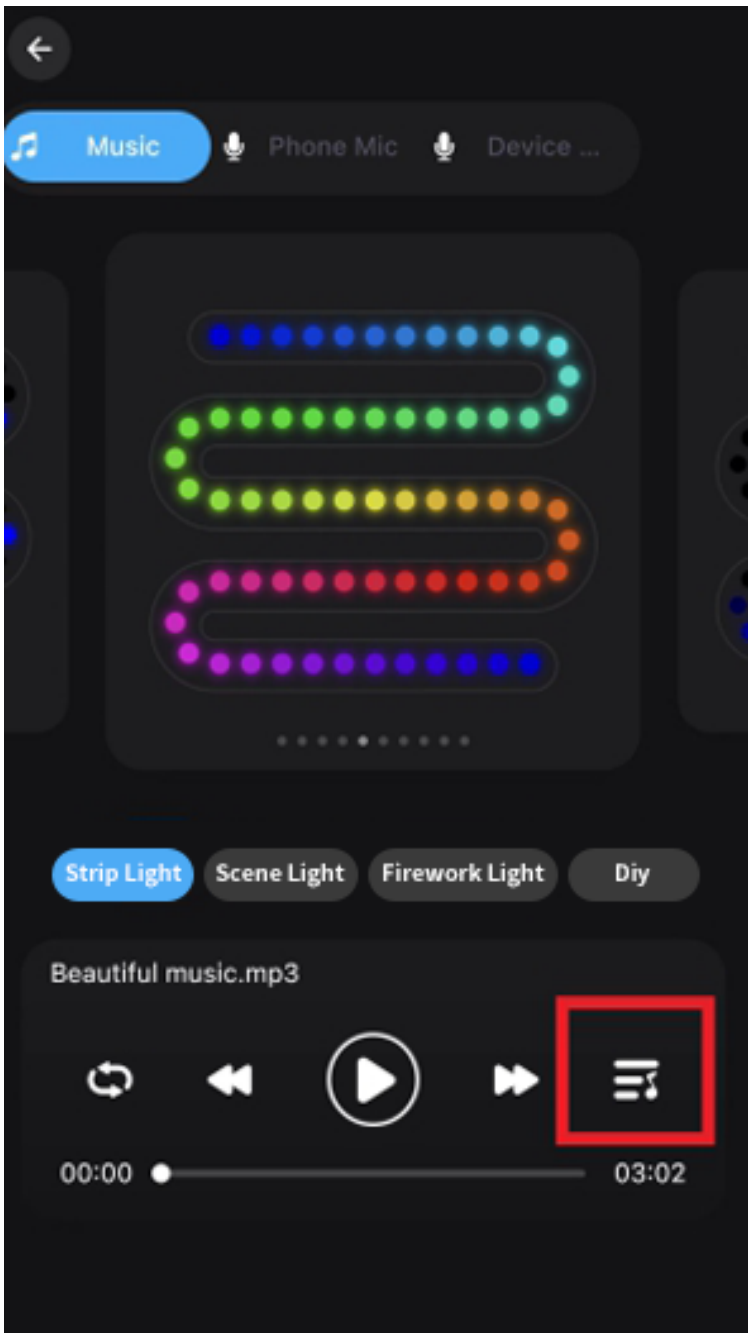 Music Phone Mic Device ...
Strip Light Scene Light Firework Light Diy
Beautiful music.mp3
00:00 03:02